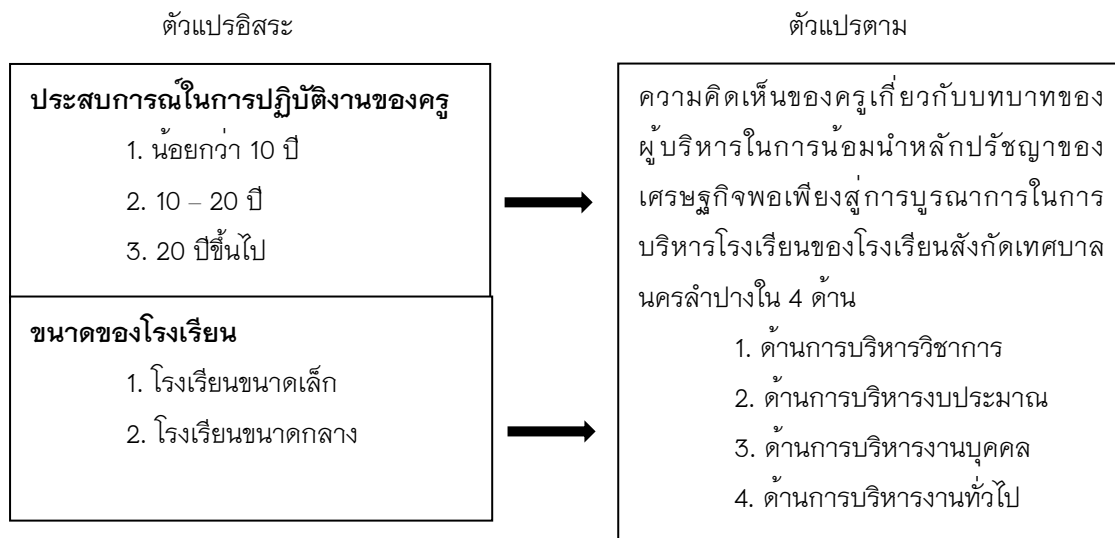 ตัวแปรอิสระ
ประสบการณ์ในการปฏิบัติงานของครู
1. น้อยกว่า 10 ปี
2. 10 – 20 ปี
3. 20 ปีขึ้นไป
ขนาดของโรงเรียน
1. โรงเรียนขนาดเล็ก
2. โรงเรียนขนาดกลาง
ตัวแปรตาม
ความคิดเห็นของครูเกี่ยวกับบทบาทของ
ผู้บริหารในการน้อมนำหลักปรัชญาของ
เศรษฐกิจพอเพียงสู่การบูรณาการในการ
บริหารโรงเรียนของโรงเรียนสังกัดเทศบาล
นครลำปางใน 4 ด้าน
1. ด้านการบริหารวิชาการ
2. ด้านการบริหารงบประมาณ
3. ด้านการบริหารงานบุคคล
4. ด้านการบริหารงานทั่วไป